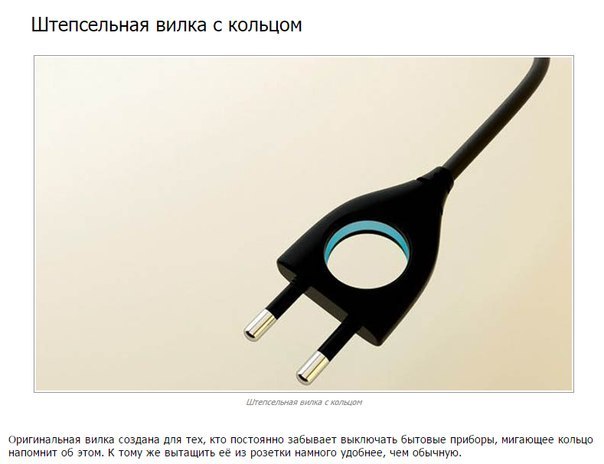 Штепсельная вилка с кольцом
Штепсельная вилка с кольцом
Оригинальная вилка создана для тех, кто постоянно забывает выключать бытовые приборы, мигающее кольцо
напомнит об этом. К тому же вытащить её из розетки намного удобнее, чем обычную.